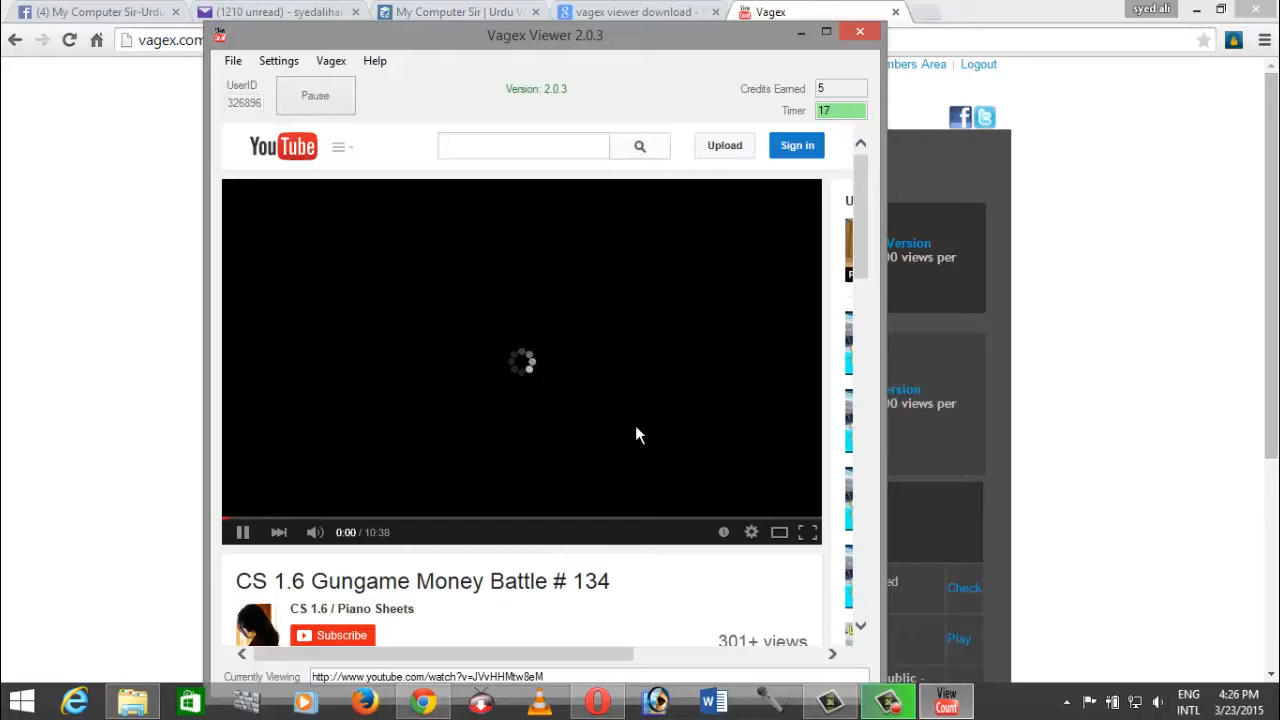 (4) My Computer Sir-Urdu
(1210 unread) - syedaliha
My Computer Sir | Urdu V
vagex viewer download -
Vagex
syed ali
vagex.com
Vagex Viewer 2.0.3
File Settings Vagex Help
mbers Area | Logout
UserID
326896
Pause
Version: 2.0.3
Credits Earned 5
Timer 17
YouTube
Upload
Sign in
U
Version
00 views per
ersion
00 views per
0:00 / 10:38
CS 1.6 Gungame Money Battle # 134
CS 1.6 / Piano Sheets
Subscribe
301+ views
ed
Check
Play
Public -
Currently Viewing http://www.youtube.com/watch?v=JVvHHMtw8eM
View
Count
ENG
INTL
4:26 PM
3/23/2015